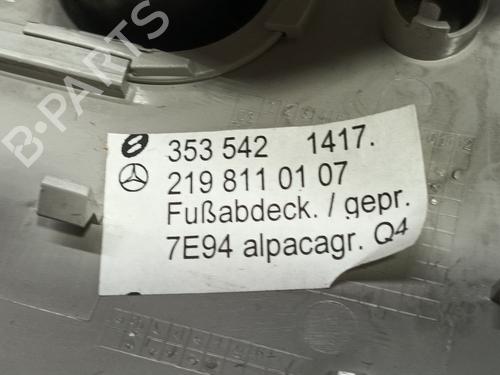 B-PARTS
353 542 1417.
219 811 01 07
Fußabdeck. / gepr.
7E94 alpacagr. Q4